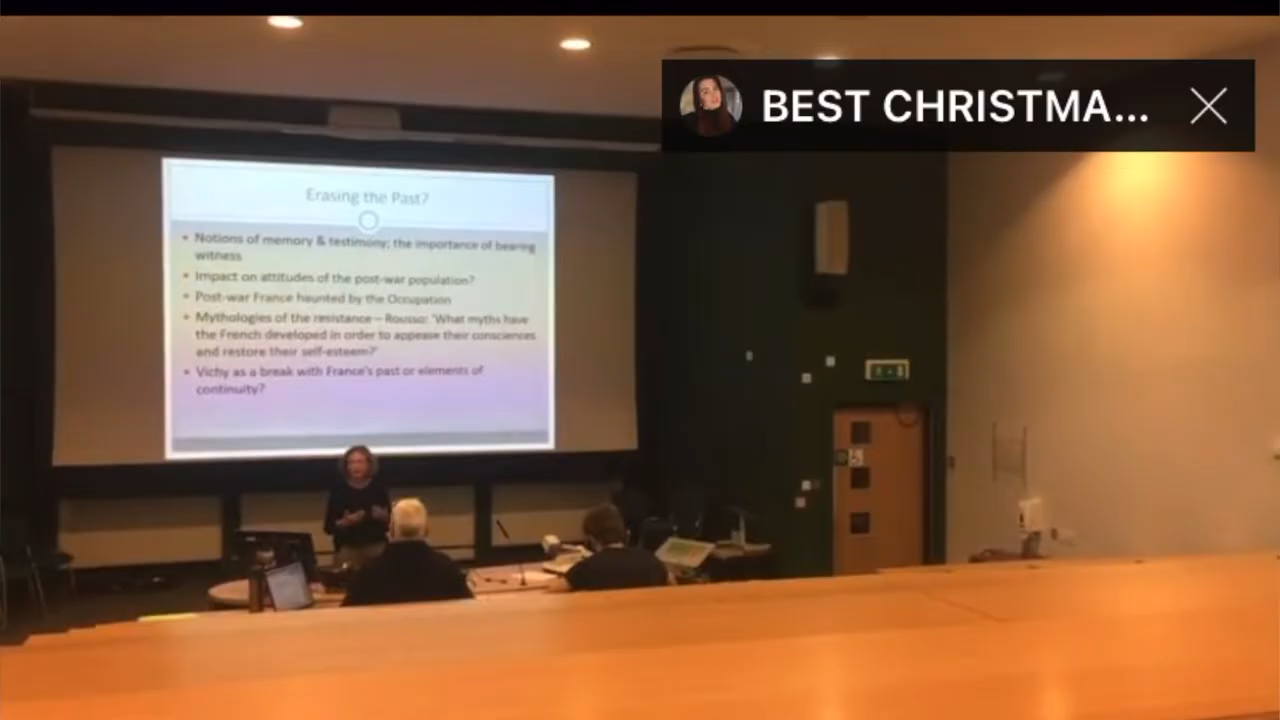 BEST CHRISTMA...
Erasing the Past?
• Notions of memory & testimony; the importance of bearing
witness
• Impact on attitudes of the post-war population?
• Post-war France haunted by the Occupation
• Mythologies of the resistance – Rousso: 'What myths have
the French developed in order to appease their consciences
and restore their self-esteem?'
• Vichy as a break with France's past or elements of
continuity?